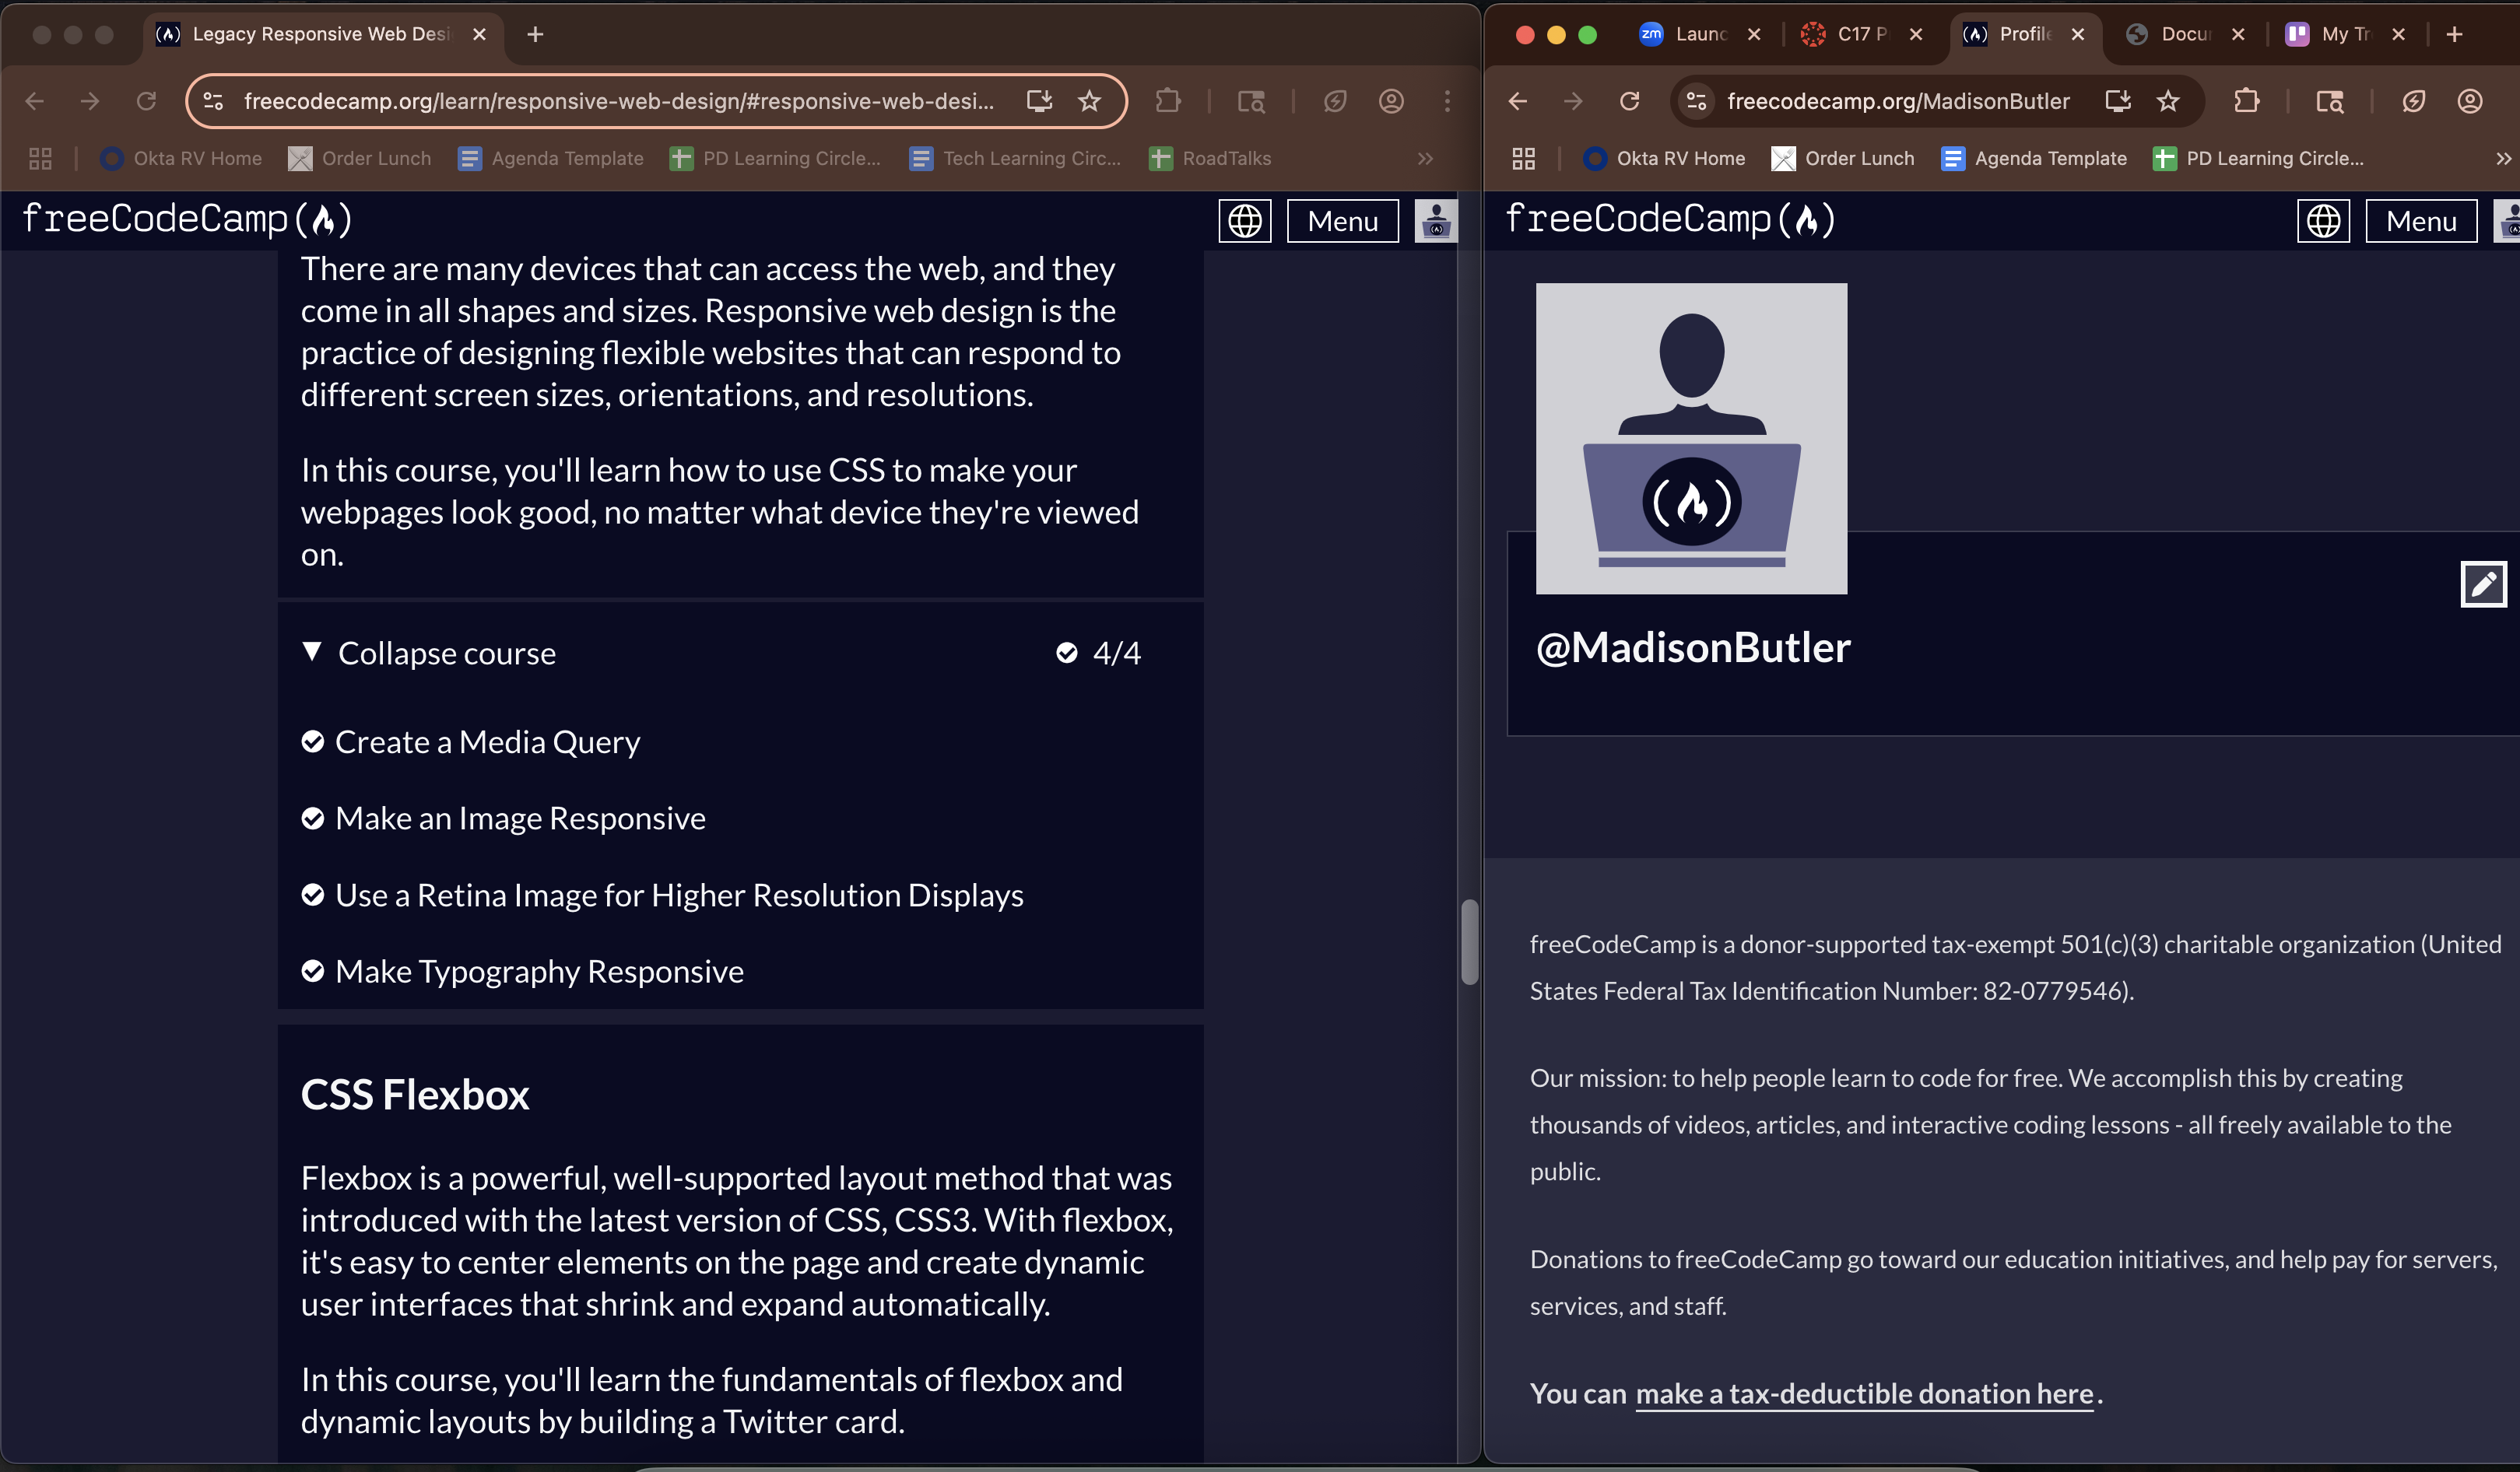 Legacy Responsive Web Desi
freecodecamp.org/learn/responsive-web-design/#responsive-web-desi...
Okta RV Home
Order Lunch
Agenda Template
PD Learning Circle...
Tech Learning Circ...
RoadTalks
freeCodeCamp
Menu
There are many devices that can access the web, and they
come in all shapes and sizes. Responsive web design is the
practice of designing flexible websites that can respond to
different screen sizes, orientations, and resolutions.
In this course, you'll learn how to use CSS to make your
webpages look good, no matter what device they're viewed
on.
Collapse course
4/4
Create a Media Query
Make an Image Responsive
Use a Retina Image for Higher Resolution Displays
Make Typography Responsive
CSS Flexbox
Flexbox is a powerful, well-supported layout method that was
introduced with the latest version of CSS, CSS3. With flexbox,
it's easy to center elements on the page and create dynamic
user interfaces that shrink and expand automatically.
In this course, you'll learn the fundamentals of flexbox and
dynamic layouts by building a Twitter card.
zm
Launc
C17 P
Profile
Docu
My Tr
freecodecamp.org/MadisonButler
Okta RV Home
Order Lunch
Agenda Template
PD Learning Circle...
freeCodeCamp
Menu
@MadisonButler
freeCodeCamp is a donor-supported tax-exempt 501(c)(3) charitable organization (United
States Federal Tax Identification Number: 82-0779546).
Our mission: to help people learn to code for free. We accomplish this by creating
thousands of videos, articles, and interactive coding lessons - all freely available to the
public.
Donations to freeCodeCamp go toward our education initiatives, and help pay for servers,
services, and staff.
You can make a tax-deductible donation here.